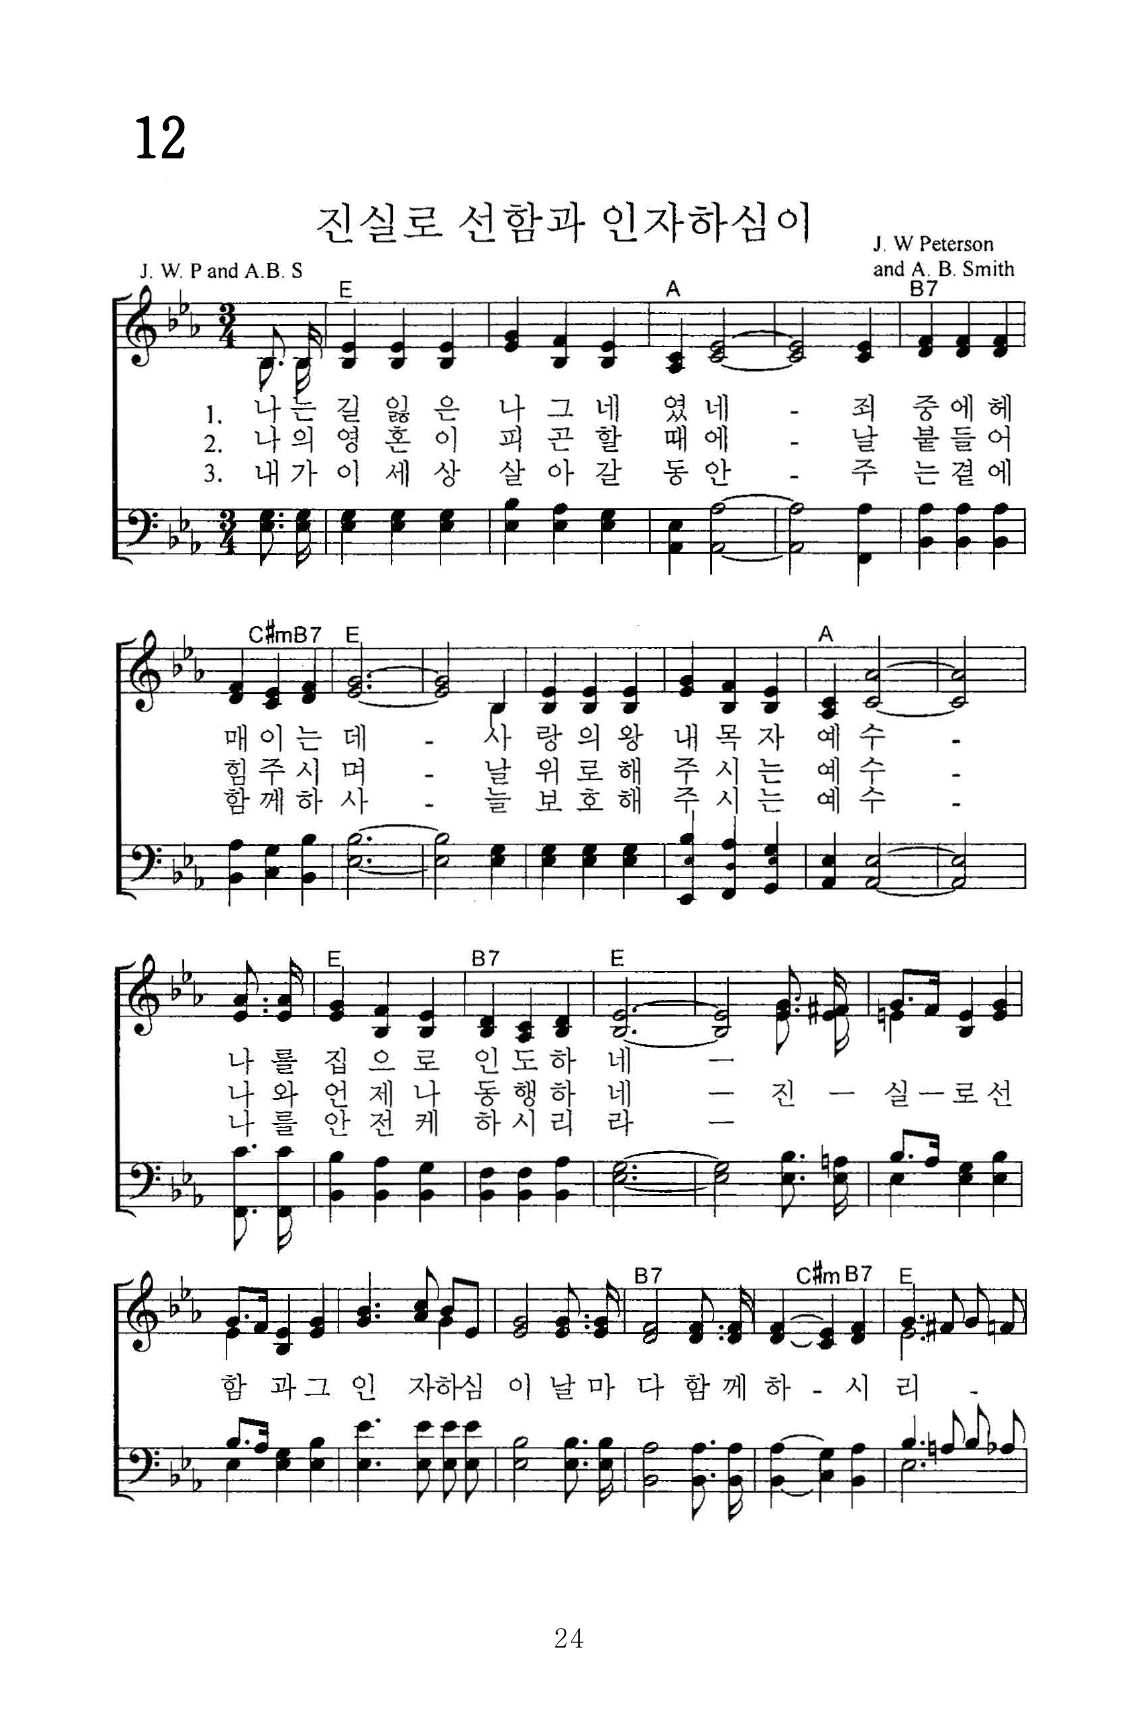 12
진실로 선함과 인자하심이
J. W Peterson
J. W. P and A.B. S and A. B. Smith
E A B7
1. 나는 길 잃은 나그네 였네 - 죄 중에헤
2. 나의 영혼이 피곤할 때에 - 날 붙들어
3. 내가 이세상 살아갈 동안 - 주 는곁에
C#mB7 E A
매이는 데 - 사 랑의왕 내목자 예수 -
힘주시 며 - 날 위로해 주시는 예수 -
함께하 사 - 늘 보호해 주시는 예수 -
E B7 E
나를 집으로 인도하 네 ー
나와 언제나 동행하 네 ー 진 ー 실ー로선
나를 안전케 하시리 라 ー
B7 C#m B7 E
함 과그 인 자하심 이 날마 다 함께 하 - 시 리 -
24